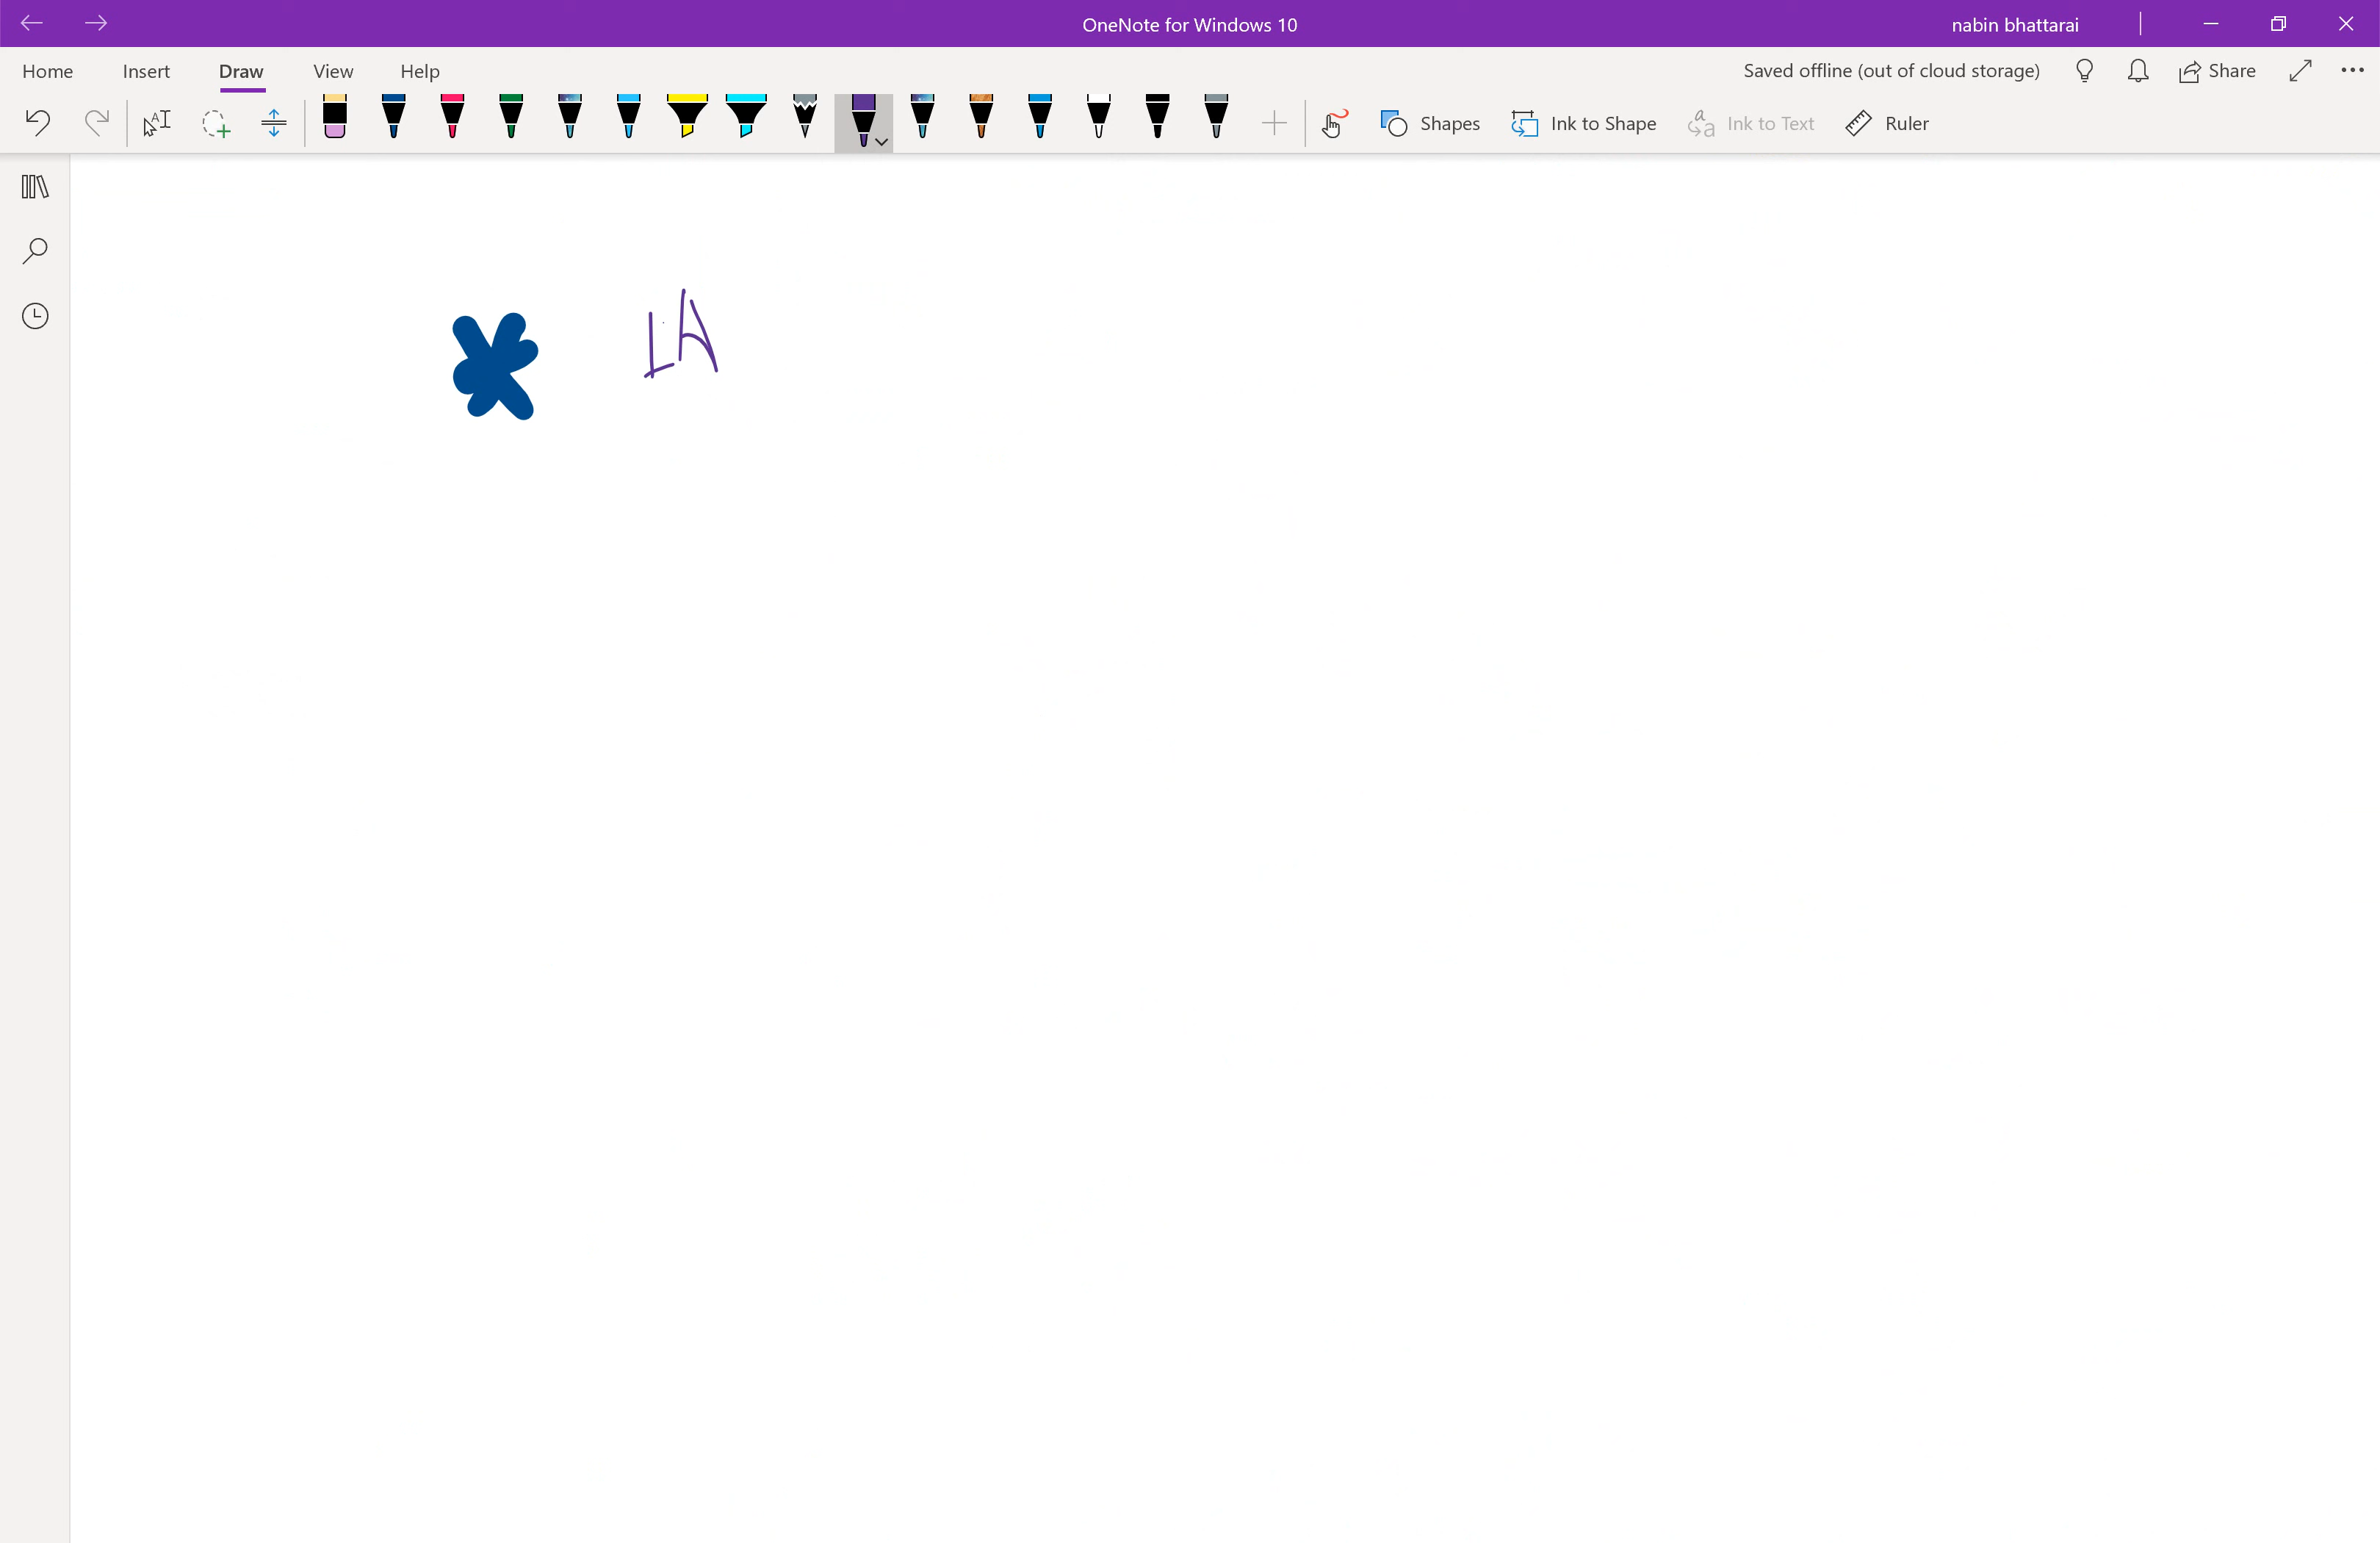 OneNote for Windows 10
nabin bhattarai
Home Insert Draw View Help
Saved offline (out of cloud storage)
Share
Shapes Ink to Shape Ink to Text Ruler
LA